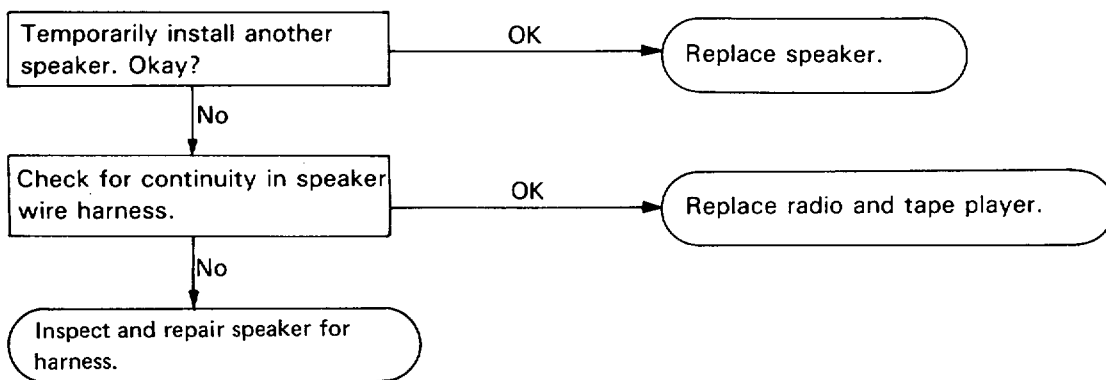 Temporarily install another
speaker. Okay?
OK
Replace speaker.
No
Check for continuity in speaker
wire harness.
OK
Replace radio and tape player.
No
Inspect and repair speaker for
harness.